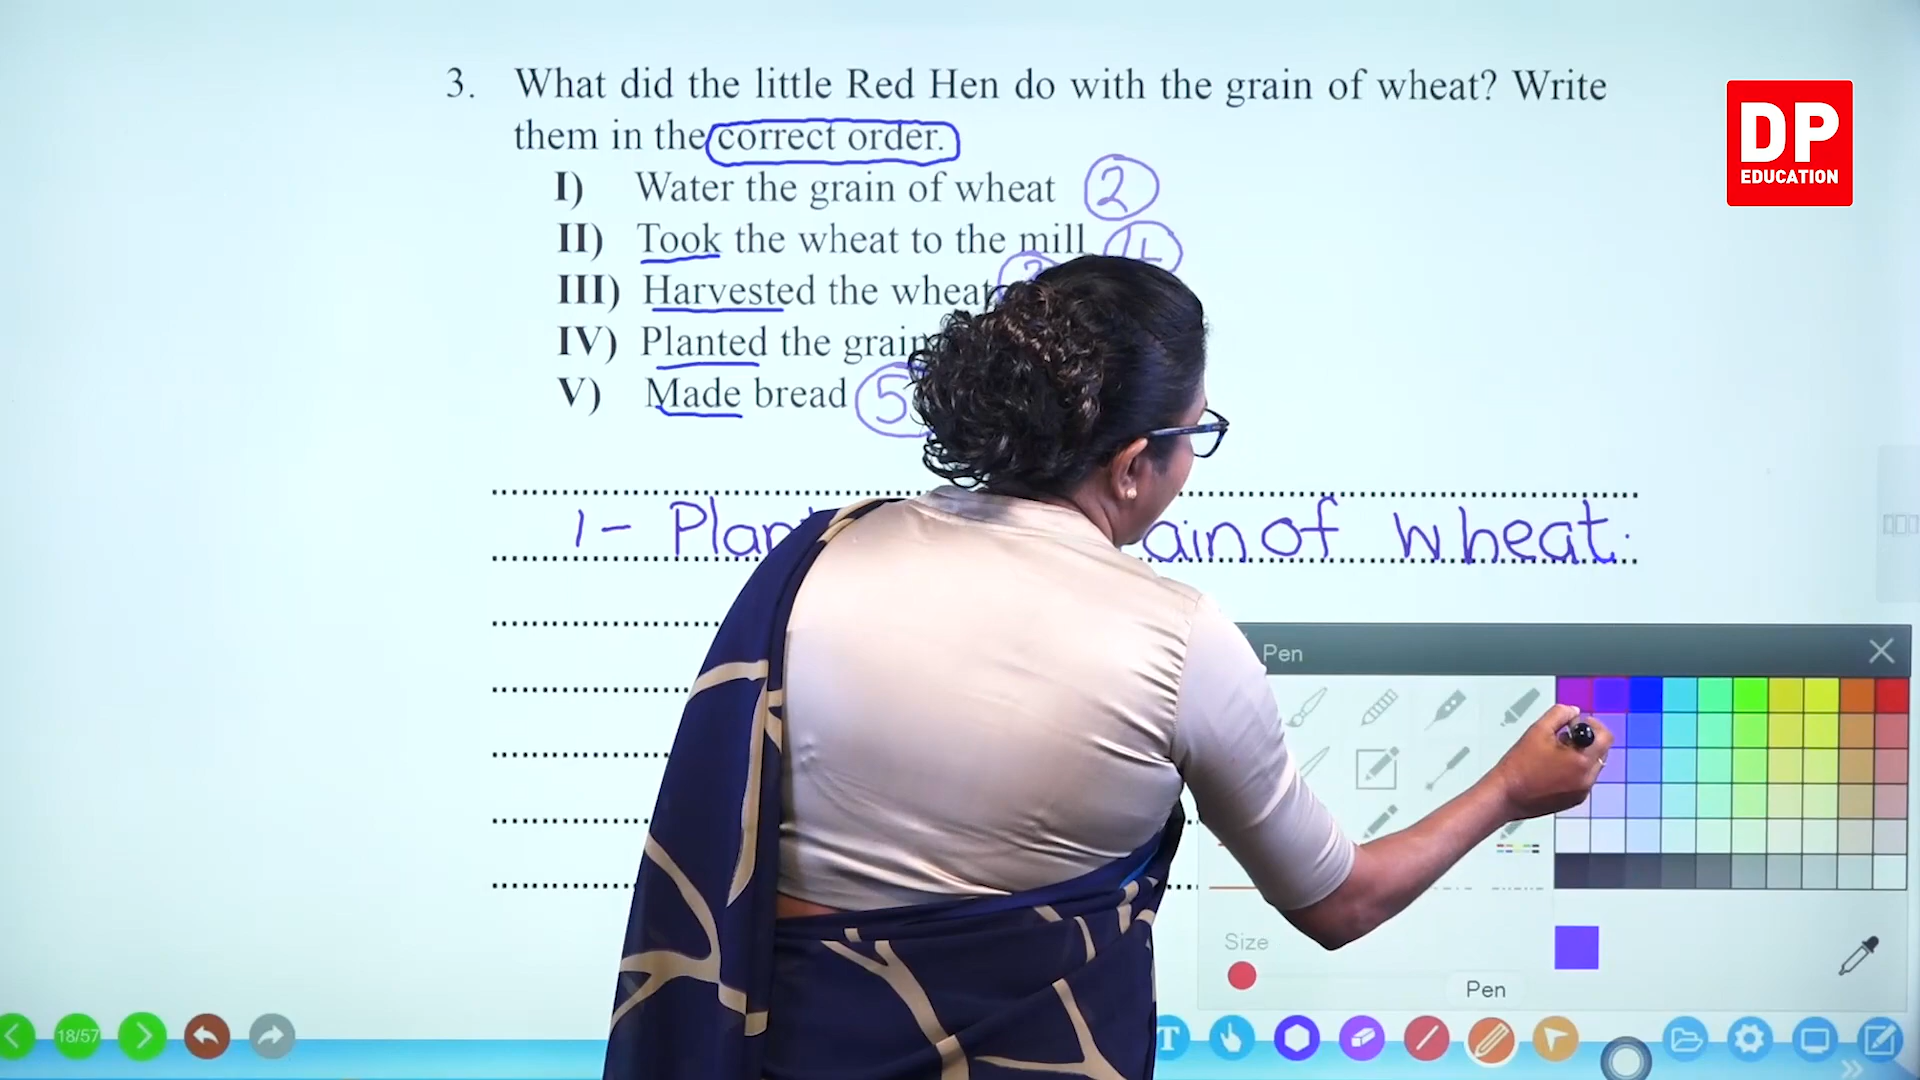 3. What did the little Red Hen do with the grain of wheat? Write
them in the correct order.
I) Water the grain of wheat 2
II) Took the wheat to the mill 4
III) Harvested the wheat
IV) Planted the grain
V) Made bread 5
1- Plan ain of wheat.
DP
EDUCATION
Pen
Size
Pen
18/57
T